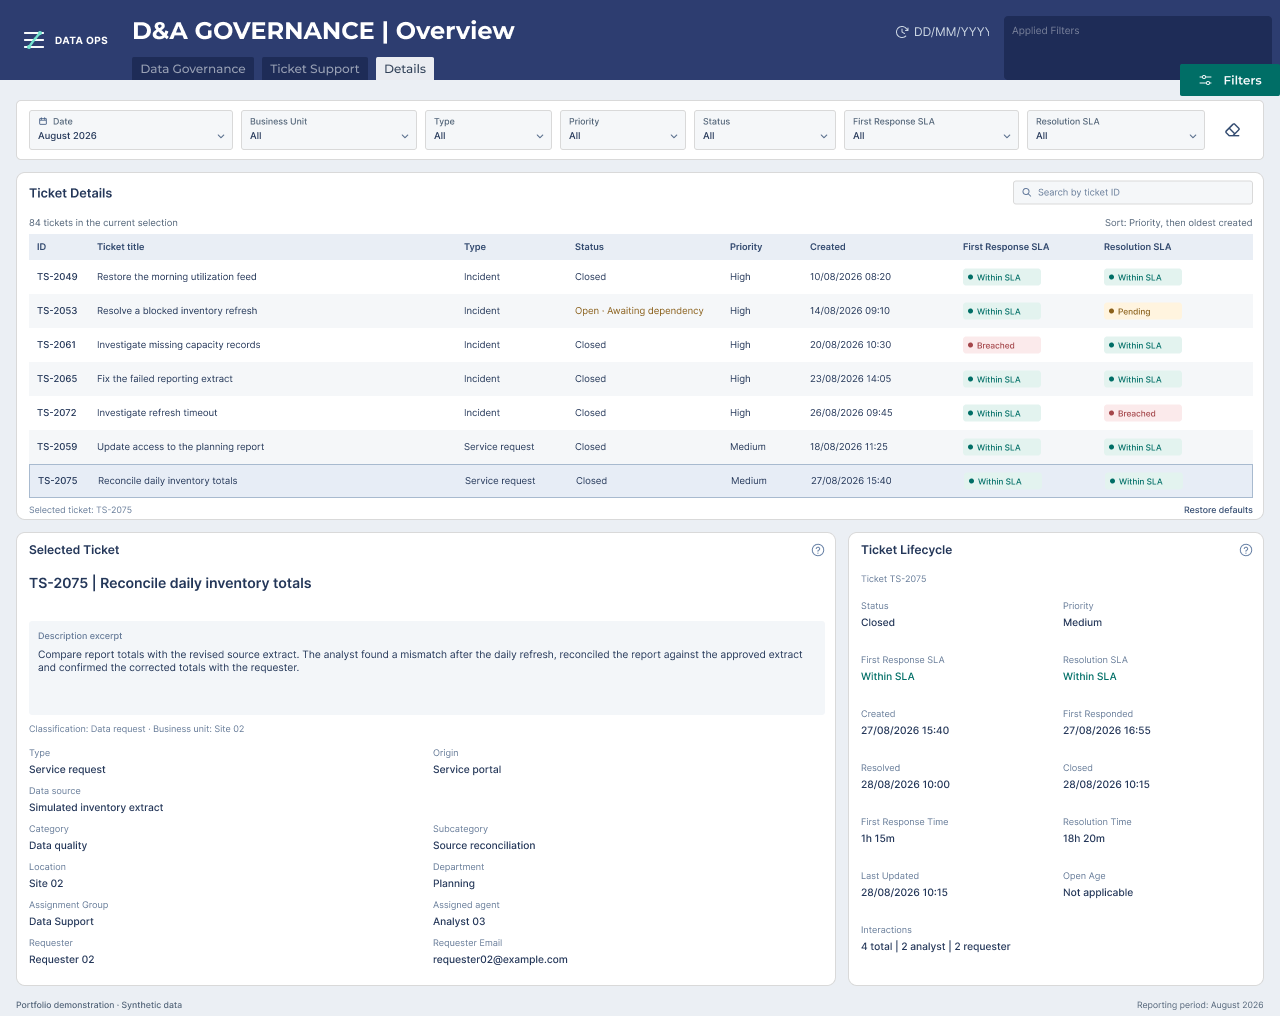 DATA OPS
D&A GOVERNANCE | Overview
DD/MM/YYYY
Applied Filters
Data Governance
Ticket Support
Details
Filters
Date
August 2026
Business Unit
All
Type
All
Priority
All
Status
All
First Response SLA
All
Resolution SLA
All
Ticket Details
Search by ticket ID
84 tickets in the current selection
Sort: Priority, then oldest created
ID Ticket title Type Status Priority Created First Response SLA Resolution SLA
TS-2049 Restore the morning utilization feed Incident Closed High 10/08/2026 08:20 Within SLA Within SLA
TS-2053 Resolve a blocked inventory refresh Incident Open · Awaiting dependency High 14/08/2026 09:10 Within SLA Pending
TS-2061 Investigate missing capacity records Incident Closed High 20/08/2026 10:30 Breached Within SLA
TS-2065 Fix the failed reporting extract Incident Closed High 23/08/2026 14:05 Within SLA Within SLA
TS-2072 Investigate refresh timeout Incident Closed High 26/08/2026 09:45 Within SLA Breached
TS-2059 Update access to the planning report Service request Closed Medium 18/08/2026 11:25 Within SLA Within SLA
TS-2075 Reconcile daily inventory totals Service request Closed Medium 27/08/2026 15:40 Within SLA Within SLA
Selected ticket: TS-2075
Restore defaults
Selected Ticket
TS-2075 | Reconcile daily inventory totals
Description excerpt
Compare report totals with the revised source extract. The analyst found a mismatch after the daily refresh, reconciled the report against the approved extract
and confirmed the corrected totals with the requester.
Classification: Data request · Business unit: Site 02
Type Origin
Service request Service portal
Data source
Simulated inventory extract
Category Subcategory
Data quality Source reconciliation
Location Department
Site 02 Planning
Assignment Group Assigned agent
Data Support Analyst 03
Requester Requester Email
Requester 02 requester02@example.com
Ticket Lifecycle
Ticket TS-2075
Status Priority
Closed Medium
First Response SLA Resolution SLA
Within SLA Within SLA
Created First Responded
27/08/2026 15:40 27/08/2026 16:55
Resolved Closed
28/08/2026 10:00 28/08/2026 10:15
First Response Time Resolution Time
1h 15m 18h 20m
Last Updated Open Age
28/08/2026 10:15 Not applicable
Interactions
4 total | 2 analyst | 2 requester
Portfolio demonstration · Synthetic data
Reporting period: August 2026